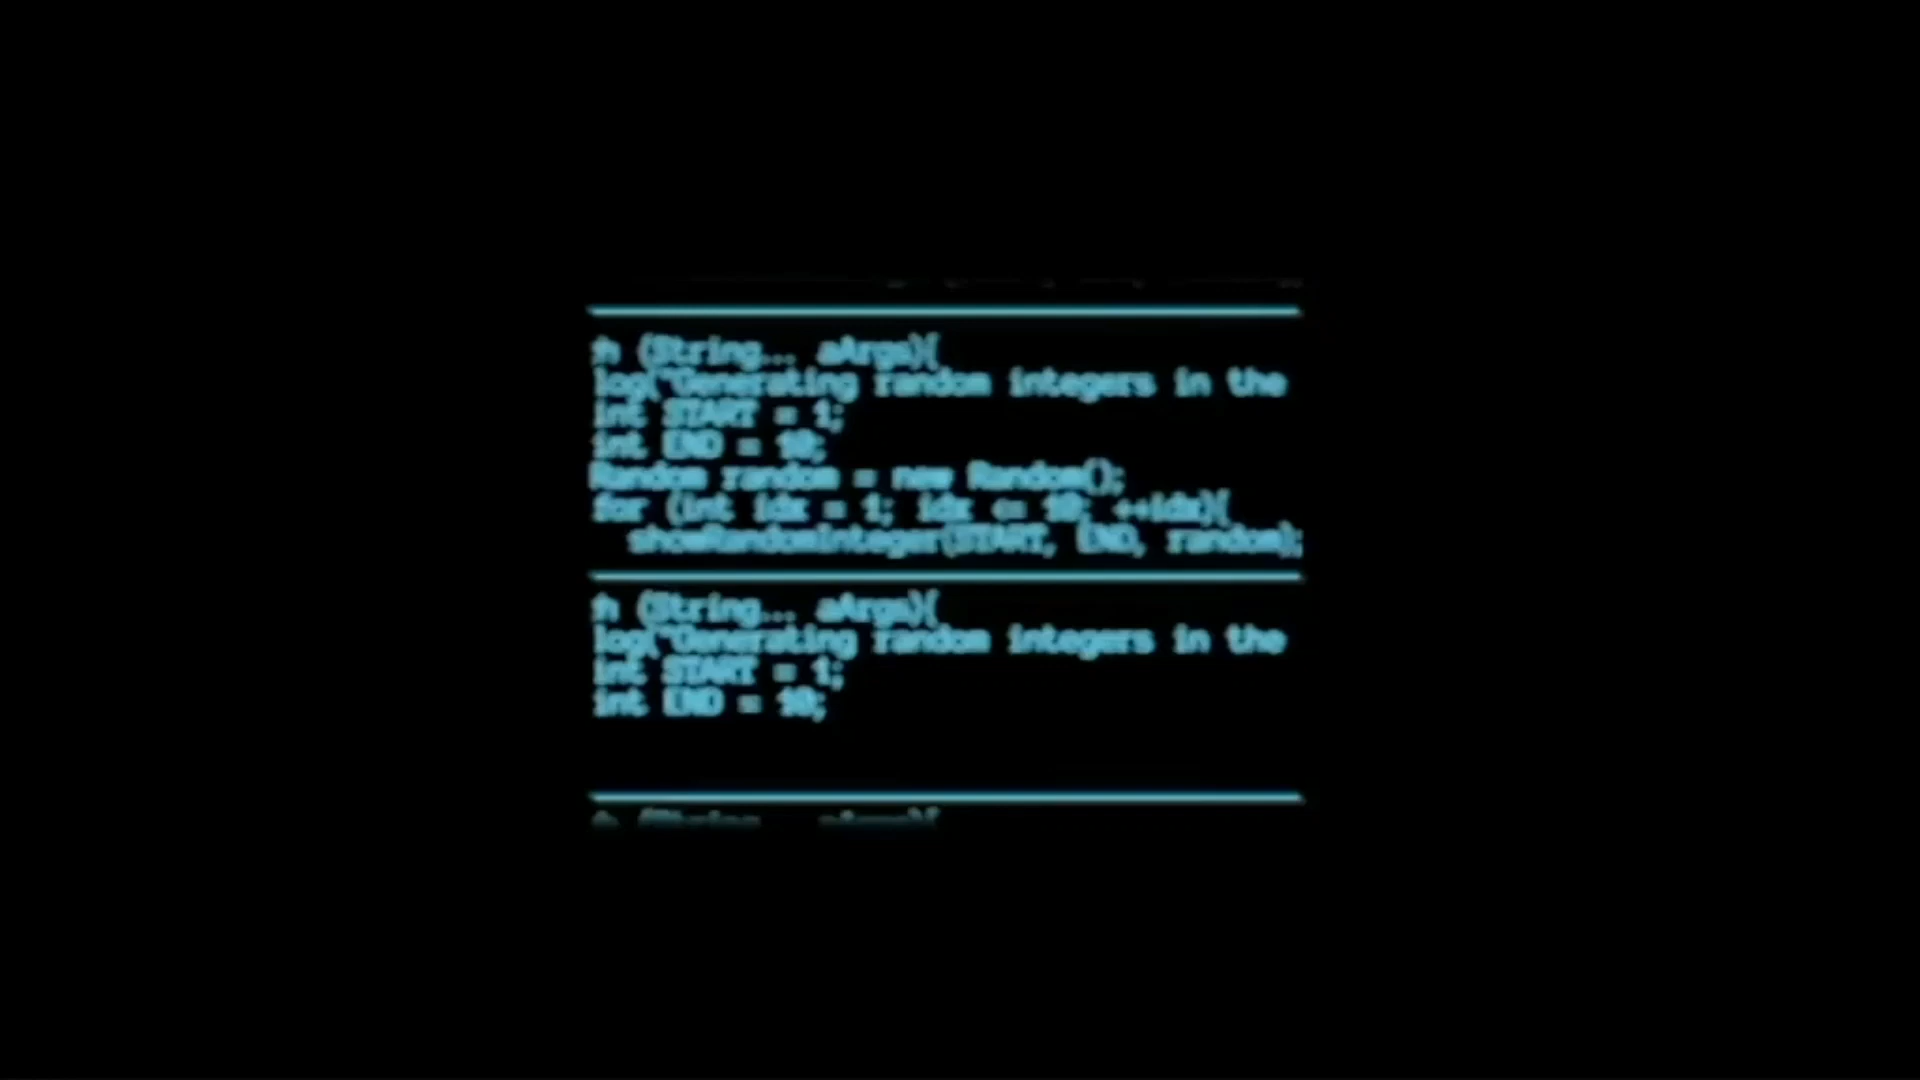 h (String... aArgs){
log("Generating random integers in the
int START = 1;
int END = 10;
Random random = new Random();
for (int idx = 1; idx <= 10; ++idx){
showRandomInteger(START, END, random);
h (String... aArgs){
log("Generating random integers in the
int START = 1;
int END = 10;
(String aArgs){